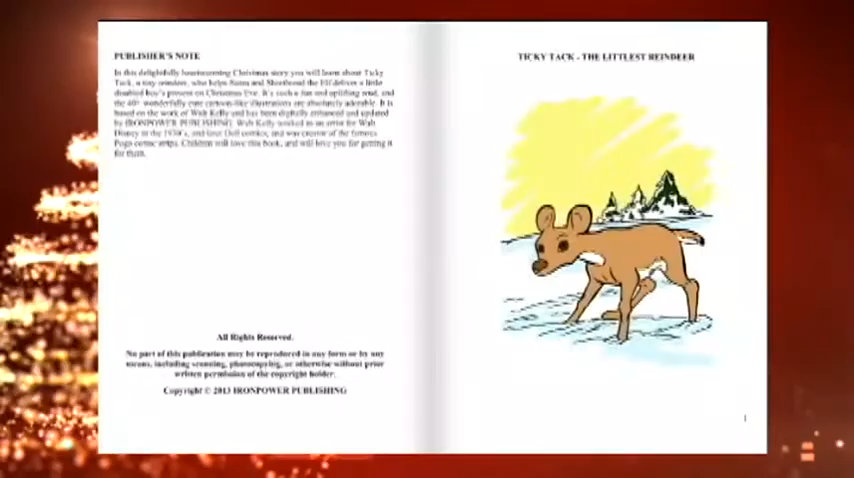 PUBLISHER'S NOTE
In this delightfully heartwarming Christmas story you will learn about Ticky
Tack, a tiny reindeer, who helps Santa and Shortbread the Elf deliver a little
disabled boy's present on Christmas Eve. It's such a fun and uplifting read, and
the 40+ wonderfully cute cartoon-like illustrations are absolutely adorable. It is
based on the work of Walt Kelly and has been digitally enhanced and updated
by IRONPOWER PUBLISHING. Walt Kelly worked as an artist for Walt
Disney in the 1930's, and later Dell comics, and was creator of the famous
Pogo comic strips. Children will love this book, and will love you for getting it
for them.
All Rights Reserved.
No part of this publication may be reproduced in any form or by any
means, including scanning, photocopying, or otherwise without prior
written permission of the copyright holder.
Copyright © 2013 IRONPOWER PUBLISHING
TICKY TACK - THE LITTLEST REINDEER
1